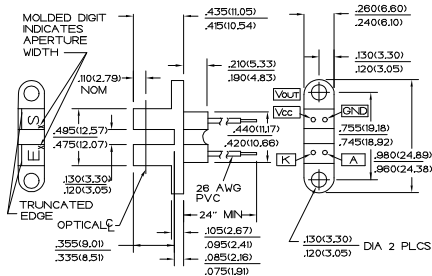 MOLDED DIGIT
INDICATES
APERTURE
WIDTH
.435(11.05)
.415(10.54)
.260(6.60)
.240(6.10)
.110(2.79)
NOM
.210(5.33)
.190(4.83)
.130(3.30)
.120(3.05)
VOUT
VCC
GND
S
E
.495(12.57)
.475(12.07)
.440(11.17)
.420(10.66)
.755(19.18)
.745(18.92)
K
A
.980(24.89)
.960(24.38)
.130(3.30)
.120(3.05)
26 AWG
PVC
TRUNCATED
EDGE
OPTICAL CL
24" MIN
.105(2.67)
.095(2.41)
.355(9.01)
.335(8.51)
.085(2.16)
.075(1.91)
.130(3.30)
.120(3.05)
DIA 2 PLCS